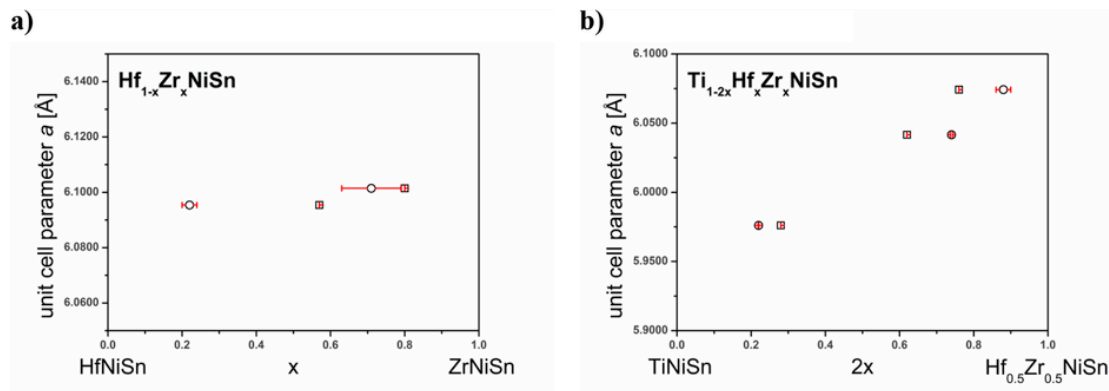 a)
Hf₁₋ₓZrₓNiSn
unit cell parameter a [Å]
6.1400
6.1200
6.1000
6.0800
6.0600
0.0 0.2 0.4 0.6 0.8 1.0
HfNiSn x ZrNiSn
b)
Ti₁₋₂ₓHfₓZrₓNiSn
unit cell parameter a [Å]
6.1000
6.0500
6.0000
5.9500
5.9000
0.0 0.2 0.4 0.6 0.8 1.0
TiNiSn 2x Hf₀.₅Zr₀.₅NiSn